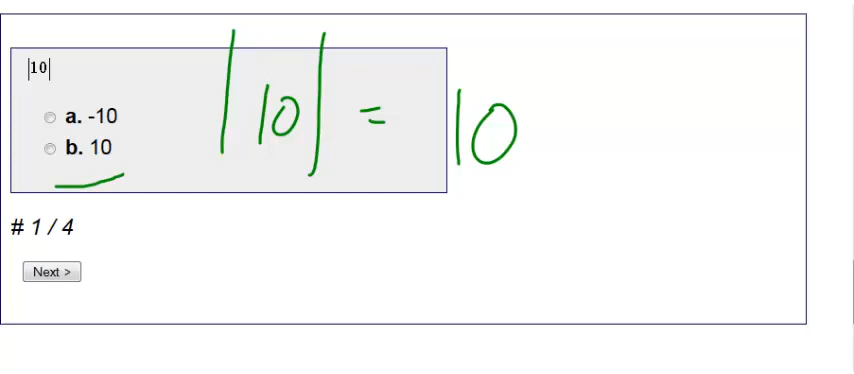 |10|
a. -10
b. 10
|10| = 10
# 1 / 4
Next >